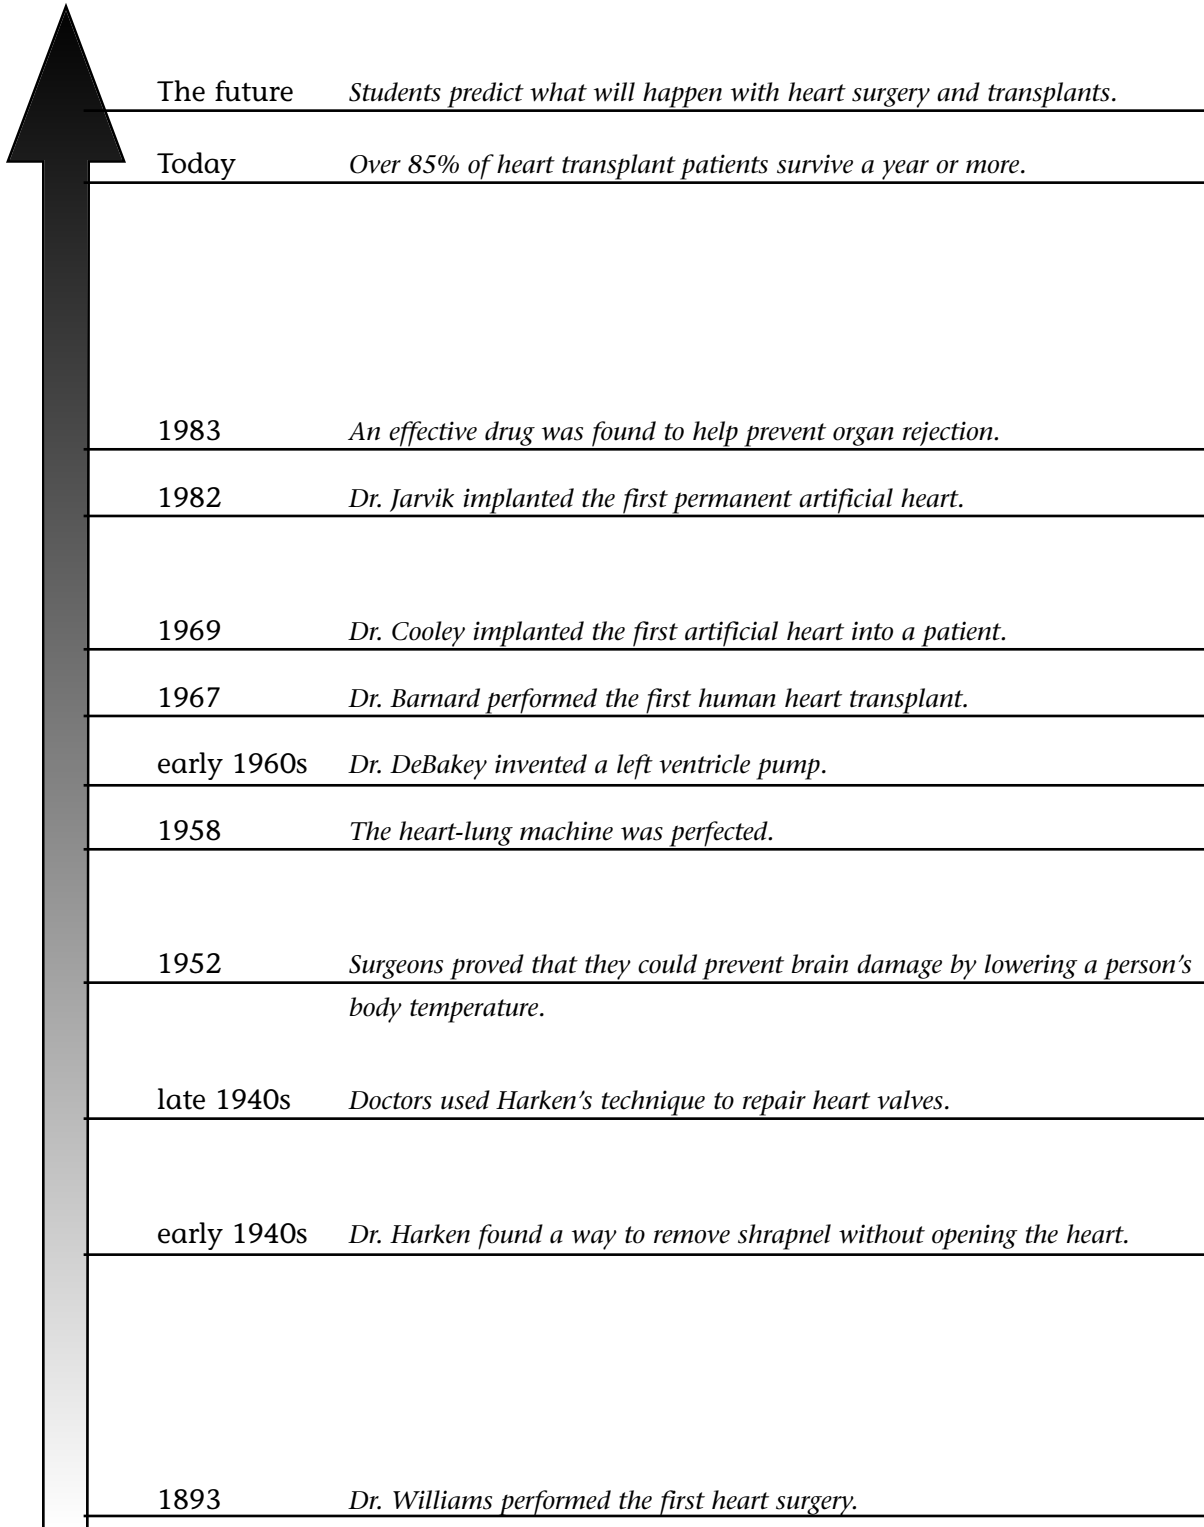 The future Students predict what will happen with heart surgery and transplants.
Today Over 85% of heart transplant patients survive a year or more.
1983 An effective drug was found to help prevent organ rejection.
1982 Dr. Jarvik implanted the first permanent artificial heart.
1969 Dr. Cooley implanted the first artificial heart into a patient.
1967 Dr. Barnard performed the first human heart transplant.
early 1960s Dr. DeBakey invented a left ventricle pump.
1958 The heart-lung machine was perfected.
1952 Surgeons proved that they could prevent brain damage by lowering a person’s
body temperature.
late 1940s Doctors used Harken’s technique to repair heart valves.
early 1940s Dr. Harken found a way to remove shrapnel without opening the heart.
1893 Dr. Williams performed the first heart surgery.